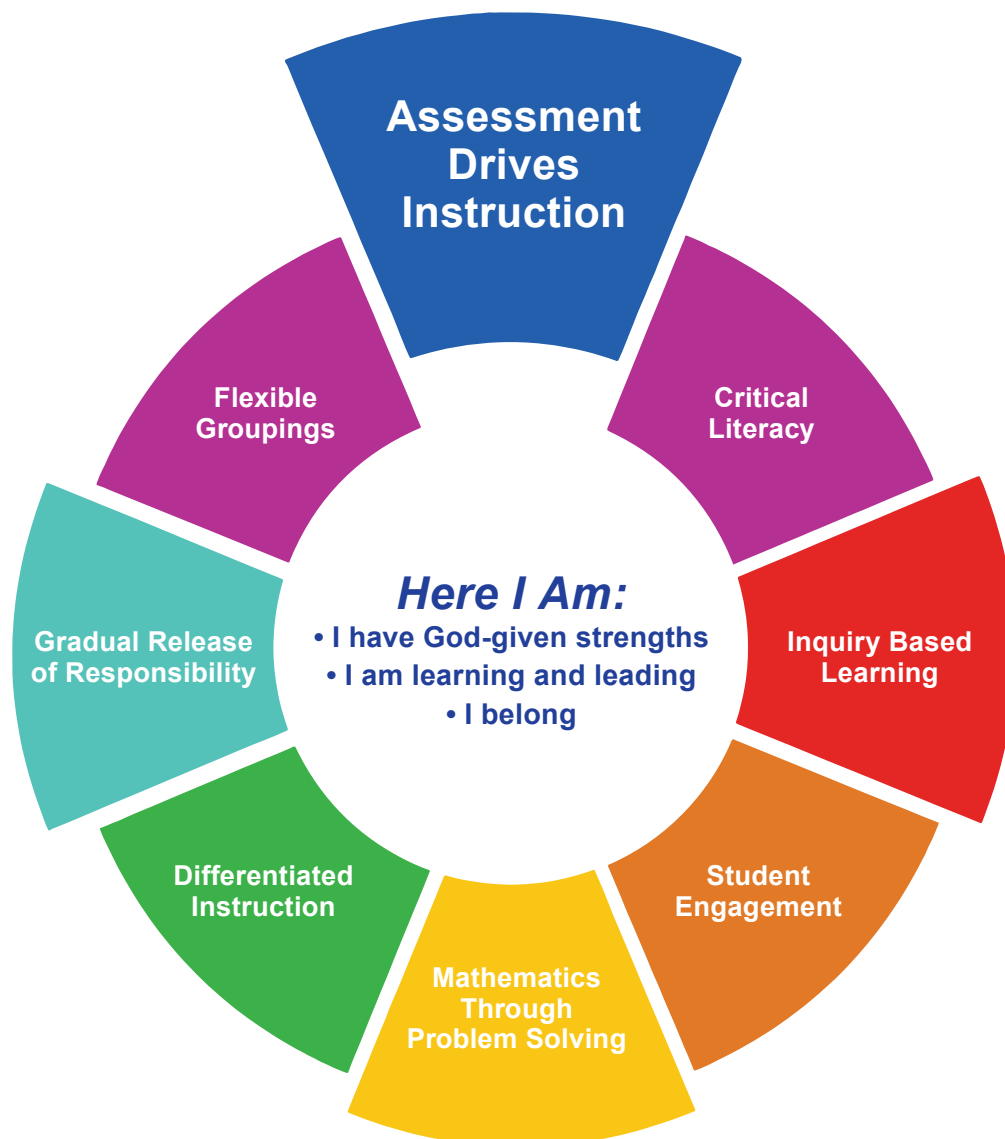 Assessment
Drives
Instruction
Flexible
Groupings
Critical
Literacy
Here I Am:
• I have God-given strengths
• I am learning and leading
• I belong
Gradual Release
of Responsibility
Inquiry Based
Learning
Differentiated
Instruction
Student
Engagement
Mathematics
Through
Problem Solving